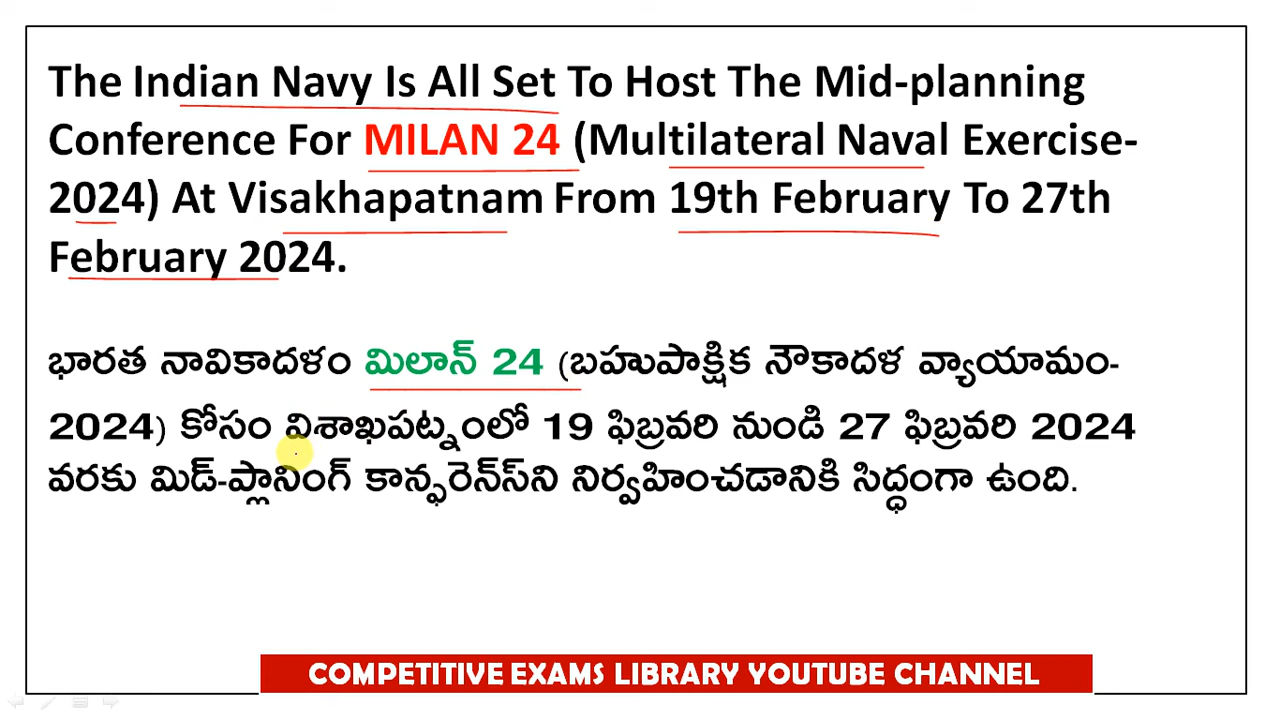 The Indian Navy Is All Set To Host The Mid-planning
Conference For MILAN 24 (Multilateral Naval Exercise-
2024) At Visakhapatnam From 19th February To 27th
February 2024.
భారత నావికాదళం మిలాన్ 24 (బహుపాక్షిక నౌకాదళ వ్యాయామం-
2024) కోసం విశాఖపట్నంలో 19 ఫిబ్రవరి నుండి 27 ఫిబ్రవరి 2024
వరకు మిడ్-ప్లానింగ్ కాన్ఫరెన్స్‌ని నిర్వహించడానికి సిద్ధంగా ఉంది.
COMPETITIVE EXAMS LIBRARY YOUTUBE CHANNEL